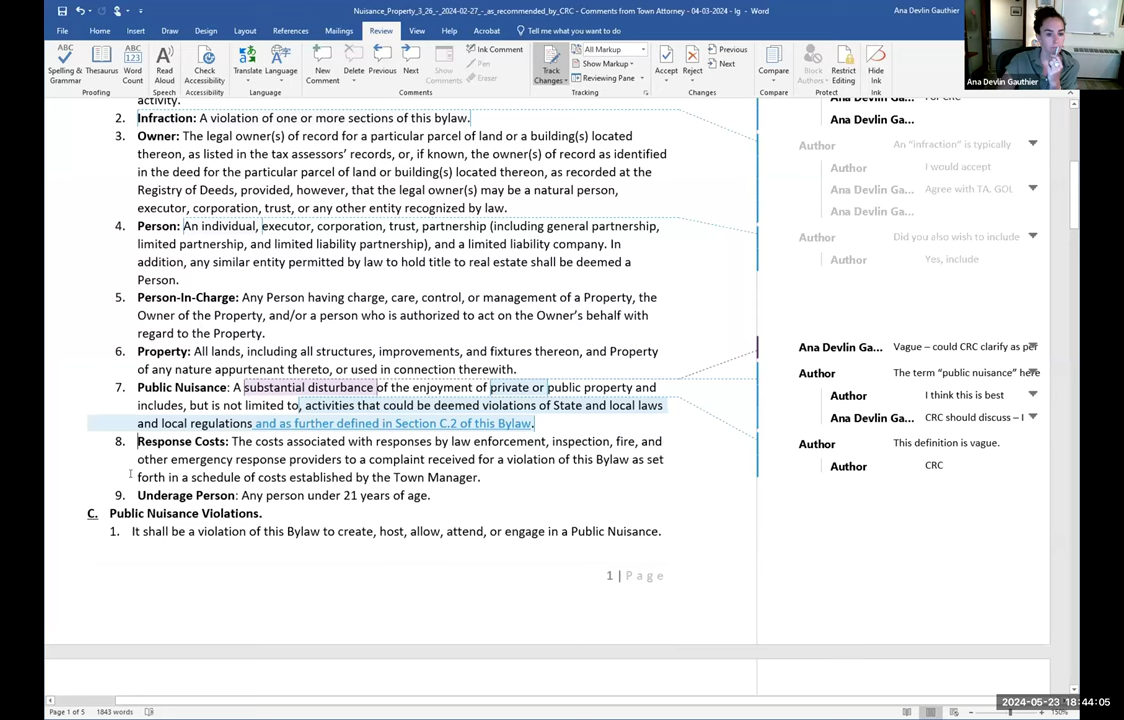 Nuisance_Property_3_26_-_2024-02-27_-_as_recommended_by_CRC - Comments from Town Attorney - 04-03-2024 - lg - Word
Ana Devlin Gauthier
File Home Insert Draw Design Layout References Mailings Review View Help Acrobat Tell me what you want to do
Spelling & Grammar
Thesaurus
Word Count
Read Aloud
Check Accessibility
Translate
Language
New Comment
Delete
Previous
Next
Show Comments
Ink Comment
Pen
Eraser
Track Changes
All Markup
Show Markup
Reviewing Pane
Accept
Reject
Previous
Next
Compare
Block Authors
Restrict Editing
Hide Ink
Proofing Speech Accessibility Language Comments Tracking Changes Compare Protect Ink
Ana Devlin Gauthier
activity.
2. Infraction: A violation of one or more sections of this bylaw.
3. Owner: The legal owner(s) of record for a particular parcel of land or a building(s) located
thereon, as listed in the tax assessors’ records, or, if known, the owner(s) of record as identified
in the deed for the particular parcel of land or building(s) located thereon, as recorded at the
Registry of Deeds, provided, however, that the legal owner(s) may be a natural person,
executor, corporation, trust, or any other entity recognized by law.
4. Person: An individual, executor, corporation, trust, partnership (including general partnership,
limited partnership, and limited liability partnership), and a limited liability company. In
addition, any similar entity permitted by law to hold title to real estate shall be deemed a
Person.
5. Person-In-Charge: Any Person having charge, care, control, or management of a Property, the
Owner of the Property, and/or a person who is authorized to act on the Owner’s behalf with
regard to the Property.
6. Property: All lands, including all structures, improvements, and fixtures thereon, and Property
of any nature appurtenant thereto, or used in connection therewith.
7. Public Nuisance: A substantial disturbance of the enjoyment of private or public property and
includes, but is not limited to, activities that could be deemed violations of State and local laws
and local regulations and as further defined in Section C.2 of this Bylaw.
8. Response Costs: The costs associated with responses by law enforcement, inspection, fire, and
other emergency response providers to a complaint received for a violation of this Bylaw as set
forth in a schedule of costs established by the Town Manager.
9. Underage Person: Any person under 21 years of age.
C. Public Nuisance Violations.
1. It shall be a violation of this Bylaw to create, host, allow, attend, or engage in a Public Nuisance.
1 | Page
Ana Devlin Ga...
Ana Devlin Ga...
Author An “infraction” is typically
Author I would accept
Ana Devlin Ga... Agree with TA. GOL
Ana Devlin Ga...
Author Did you also wish to include
Author Yes, include
Ana Devlin Ga... Vague – could CRC clarify as per
Author The term “public nuisance” here
Author I think this is best
Ana Devlin Ga... CRC should discuss – I
Author This definition is vague.
Author CRC
Page 1 of 5 1843 words
2024-05-23 18:44:05
150%